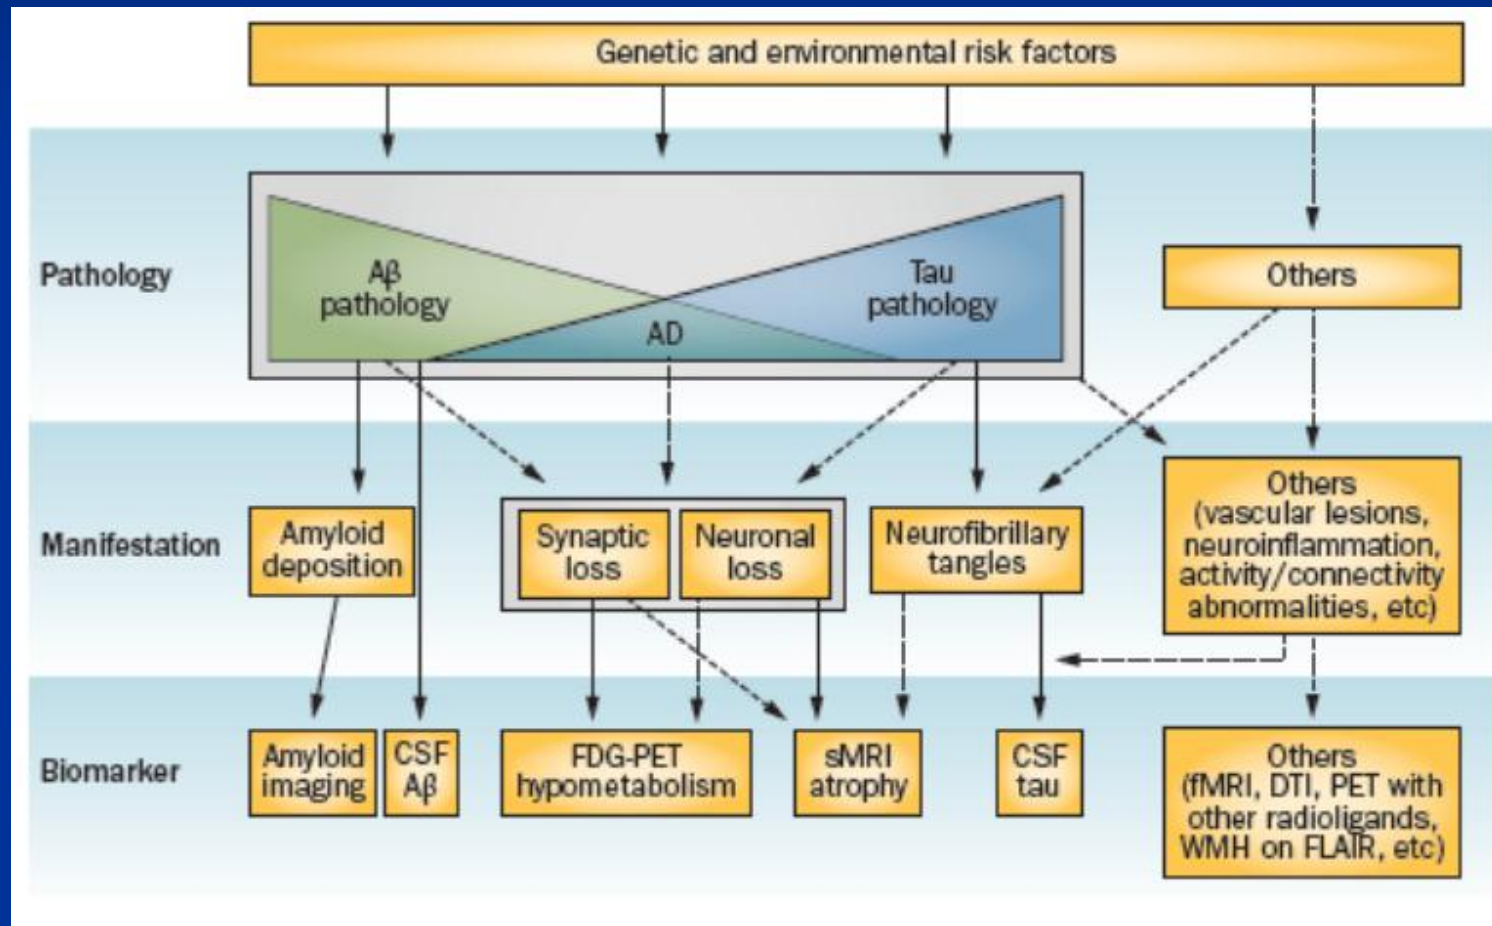 Genetic and environmental risk factors
Pathology
Aβ
pathology
AD
Tau
pathology
Others
Manifestation
Amyloid
deposition
Synaptic
loss
Neuronal
loss
Neurofibrillary
tangles
Others
(vascular lesions,
neuroinflammation,
activity/connectivity
abnormalities, etc)
Biomarker
Amyloid
imaging
CSF
Aβ
FDG-PET
hypometabolism
sMRI
atrophy
CSF
tau
Others
(fMRI, DTI, PET with
other radioligands,
WMH on FLAIR, etc)